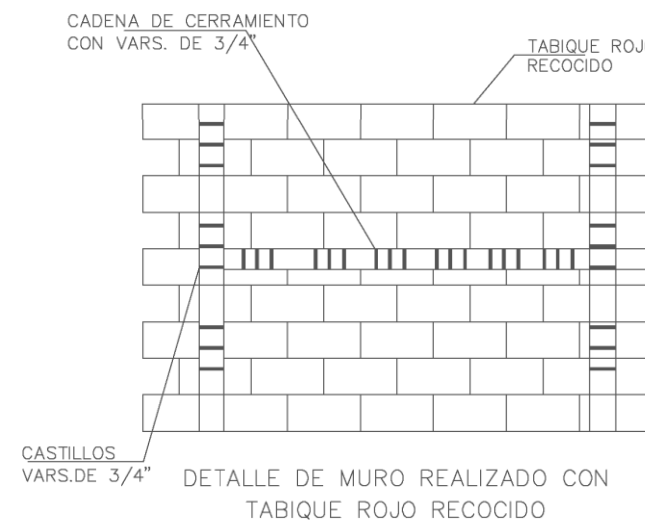 CADENA DE CERRAMIENTO
CON VARS. DE 3/4"
TABIQUE ROJO
RECOCIDO
CASTILLOS
VARS.DE 3/4"
DETALLE DE MURO REALIZADO CON
TABIQUE ROJO RECOCIDO